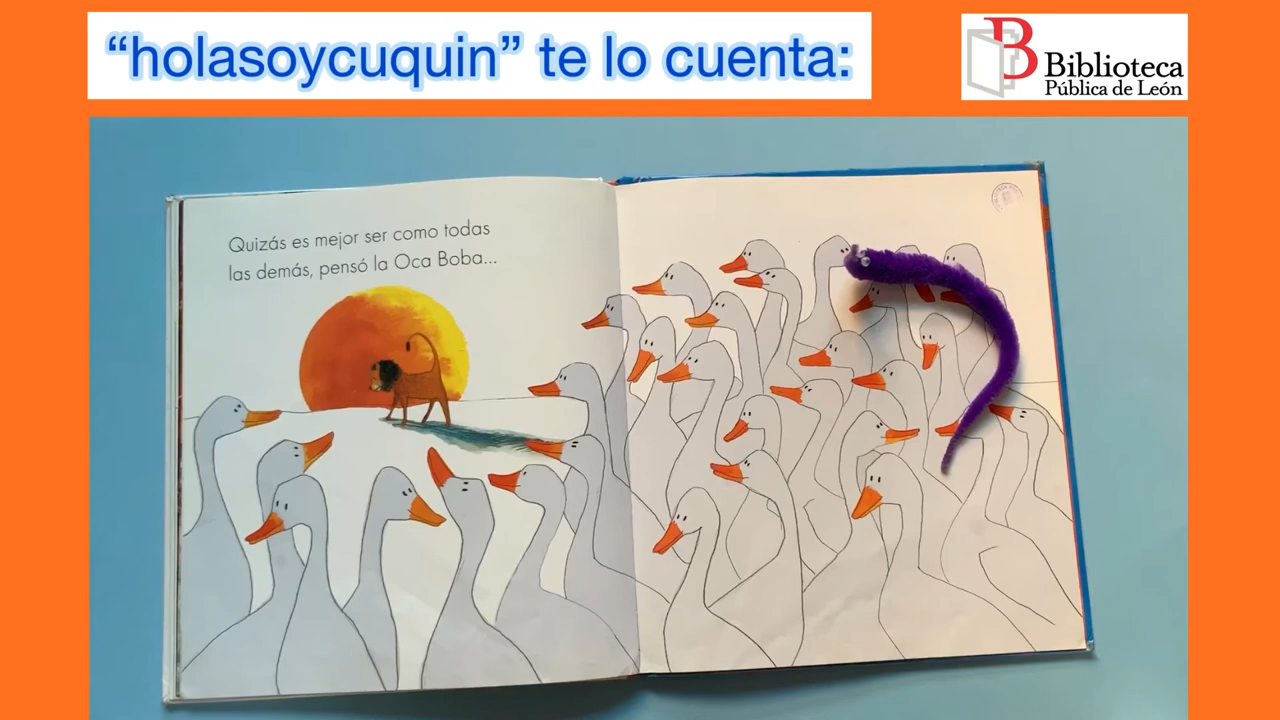 “holasoycuquin” te lo cuenta:
Biblioteca
Pública de León
Quizás es mejor ser como todas
las demás, pensó la Oca Boba...